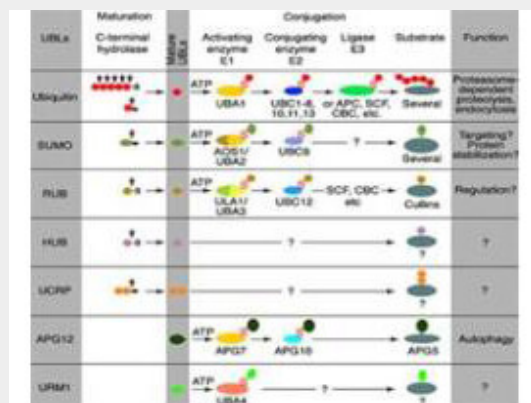 Maturation
Conjugation
UBLs
C-terminal
hydrolase
Mature
UBLs
Activating
enzyme
E1
Conjugating
enzyme
E2
Ligase
E3
Substrate
Function
Ubiquitin
ATP
UBA1
UBC1-8,
10,11,13
or APC, SCF,
CBC, etc.
Several
Proteasome-
dependent
proteolysis,
endocytosis
SUMO
ATP
AOS1/
UBA2
UBC9
?
Several
Targeting?
Protein
stabilization?
RUB
ATP
ULA1/
UBA3
UBC12
SCF, CBC
etc
Cullins
Regulation?
HUB
?
?
?
UCRP
?
?
?
APG12
ATP
APG7
APG10
APG5
Autophagy
URM1
ATP
UBA4
?
?
?